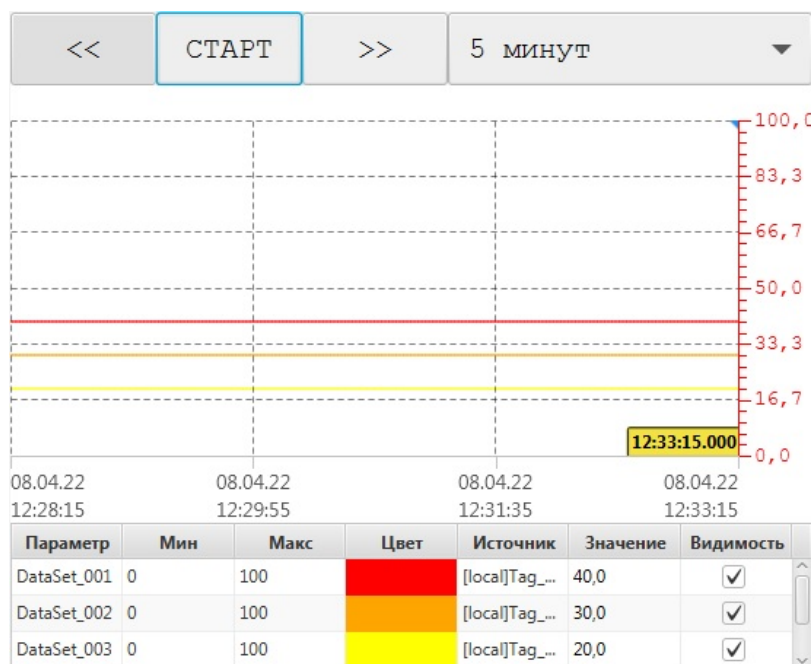 << СТАРТ >> 5 минут
100,0
83,3
66,7
50,0
33,3
16,7
12:33:15.000
0,0
08.04.22 08.04.22 08.04.22 08.04.22
12:28:15 12:29:55 12:31:35 12:33:15
Параметр Мин Макс Цвет Источник Значение Видимость
DataSet_001 0 100 [local]Tag_... 40,0
DataSet_002 0 100 [local]Tag_... 30,0
DataSet_003 0 100 [local]Tag_... 20,0